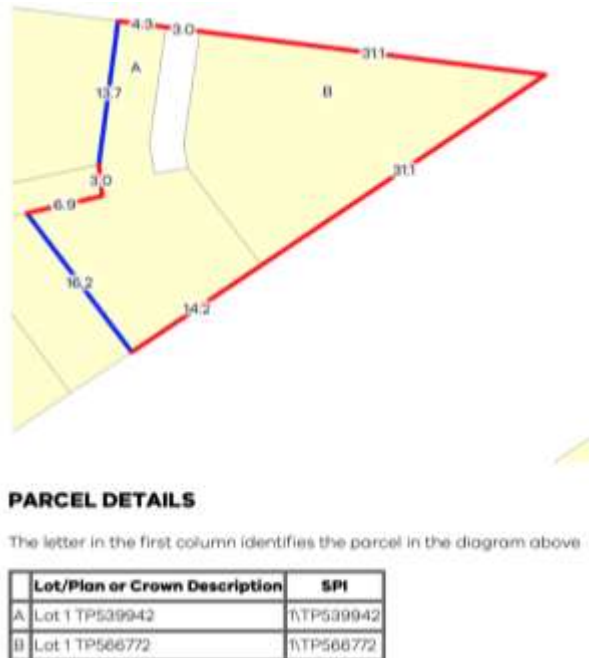 4.3
3.0
31.1
A
B
13.7
31.1
3.0
6.9
16.2
14.2
PARCEL DETAILS
The letter in the first column identifies the parcel in the diagram above
Lot/Plan or Crown Description SPI
A Lot 1 TP539942 1\TP539942
B Lot 1 TP566772 1\TP566772